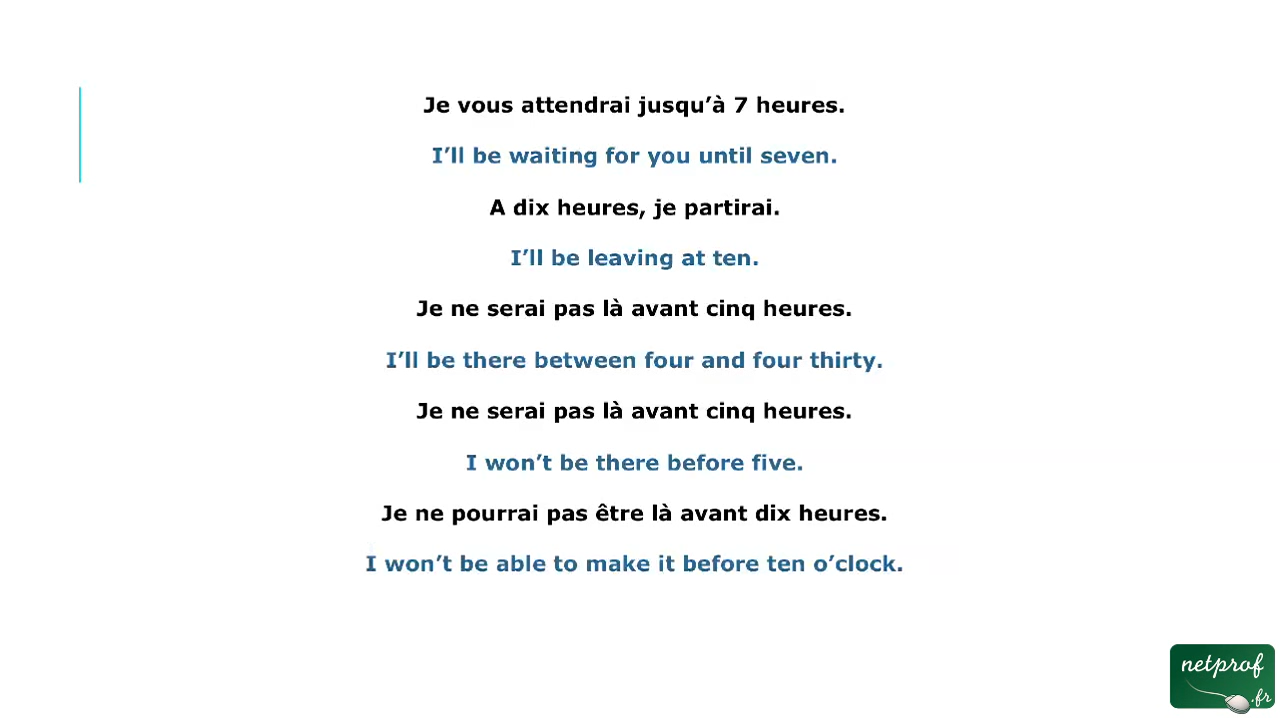 Je vous attendrai jusqu’à 7 heures.
I’ll be waiting for you until seven.
A dix heures, je partirai.
I’ll be leaving at ten.
Je ne serai pas là avant cinq heures.
I’ll be there between four and four thirty.
Je ne serai pas là avant cinq heures.
I won’t be there before five.
Je ne pourrai pas être là avant dix heures.
I won’t be able to make it before ten o’clock.
netprof
.fr